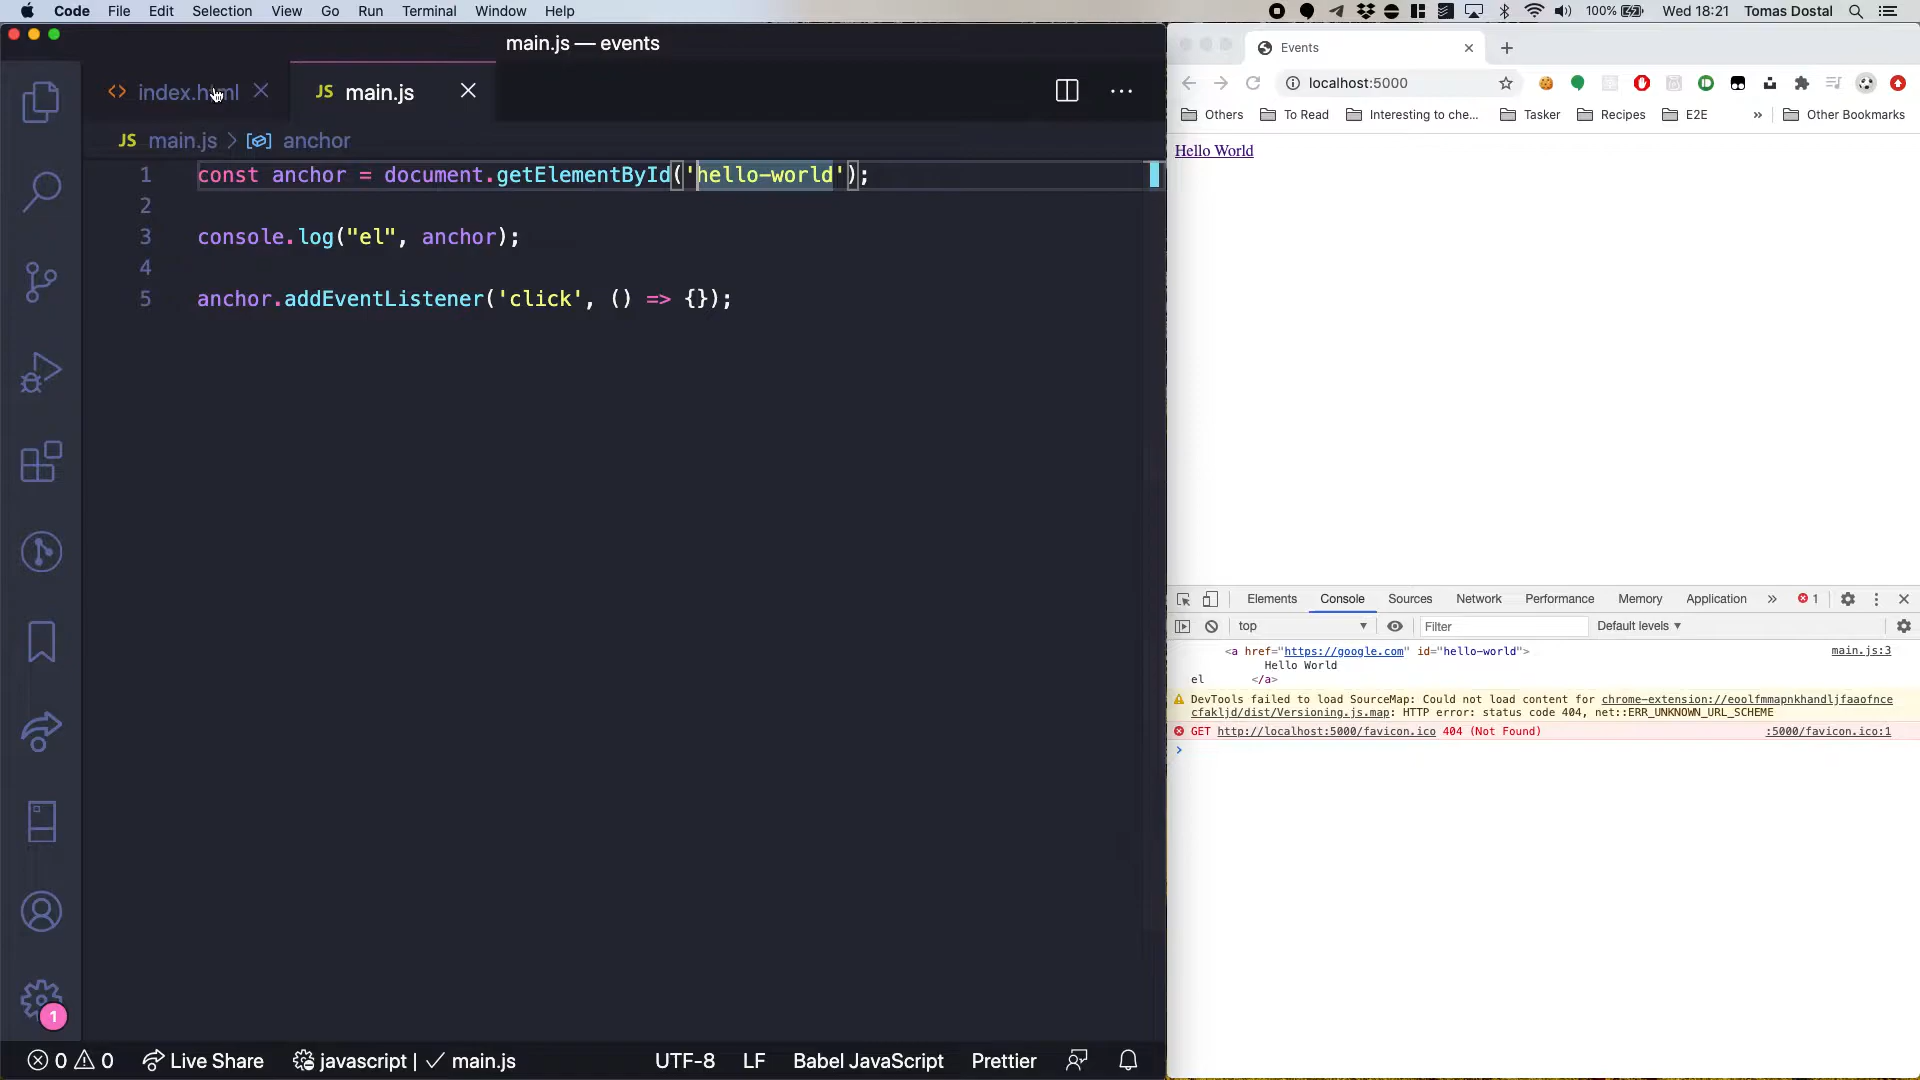 Code File Edit Selection View Go Run Terminal Window Help 100% Wed 18:21 Tomas Dostal
main.js — events
index.html JS main.js
JS main.js > anchor
1 const anchor = document.getElementById('hello-world');
2
3 console.log("el", anchor);
4
5 anchor.addEventListener('click', () => {});
1
0 0 Live Share javascript | main.js UTF-8 LF Babel JavaScript Prettier
Events
localhost:5000
Others To Read Interesting to che... Tasker Recipes E2E » Other Bookmarks
Hello World
Elements Console Sources Network Performance Memory Application » 1
top Filter Default levels
<a href="https://google.com" id="hello-world"> main.js:3
Hello World
el </a>
DevTools failed to load SourceMap: Could not load content for chrome-extension://eoolfmmapnkhandljfaaofnce
cfakljd/dist/Versioning.js.map: HTTP error: status code 404, net::ERR_UNKNOWN_URL_SCHEME
GET http://localhost:5000/favicon.ico 404 (Not Found) :5000/favicon.ico:1
>